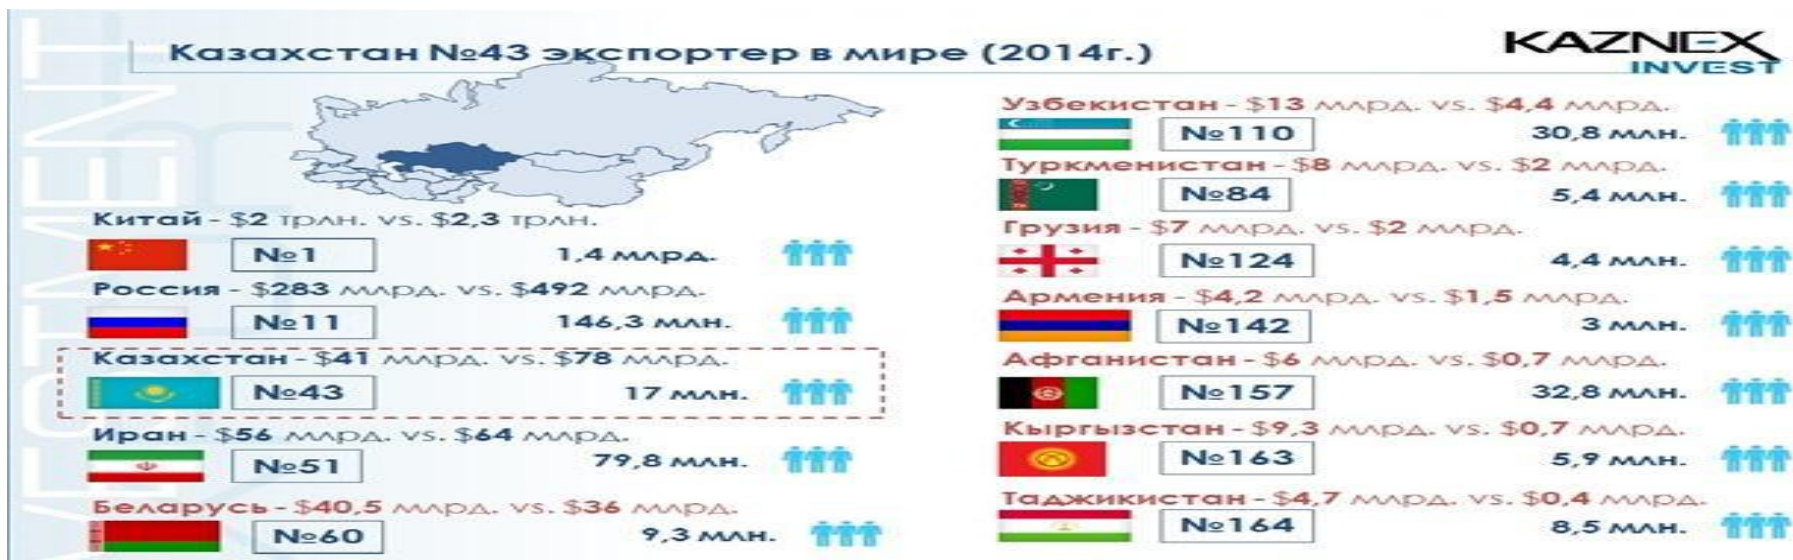 Казахстан №43 экспортер в мире (2014г.)
KAZNEX
INVEST
Китай - $2 трлн. vs. $2,3 трлн.
№1 1,4 млрд.
Россия - $283 млрд. vs. $492 млрд.
№11 146,3 млн.
Казахстан - $41 млрд. vs. $78 млрд.
№43 17 млн.
Иран - $56 млрд. vs. $64 млрд.
№51 79,8 млн.
Беларусь - $40,5 млрд. vs. $36 млрд.
№60 9,3 млн.
Узбекистан - $13 млрд. vs. $4,4 млрд.
№110 30,8 млн.
Туркменистан - $8 млрд. vs. $2 млрд.
№84 5,4 млн.
Грузия - $7 млрд. vs. $2 млрд.
№124 4,4 млн.
Армения - $4,2 млрд. vs. $1,5 млрд.
№142 3 млн.
Афганистан - $6 млрд. vs. $0,7 млрд.
№157 32,8 млн.
Кыргызстан - $9,3 млрд. vs. $0,7 млрд.
№163 5,9 млн.
Таджикистан - $4,7 млрд. vs. $0,4 млрд.
№164 8,5 млн.